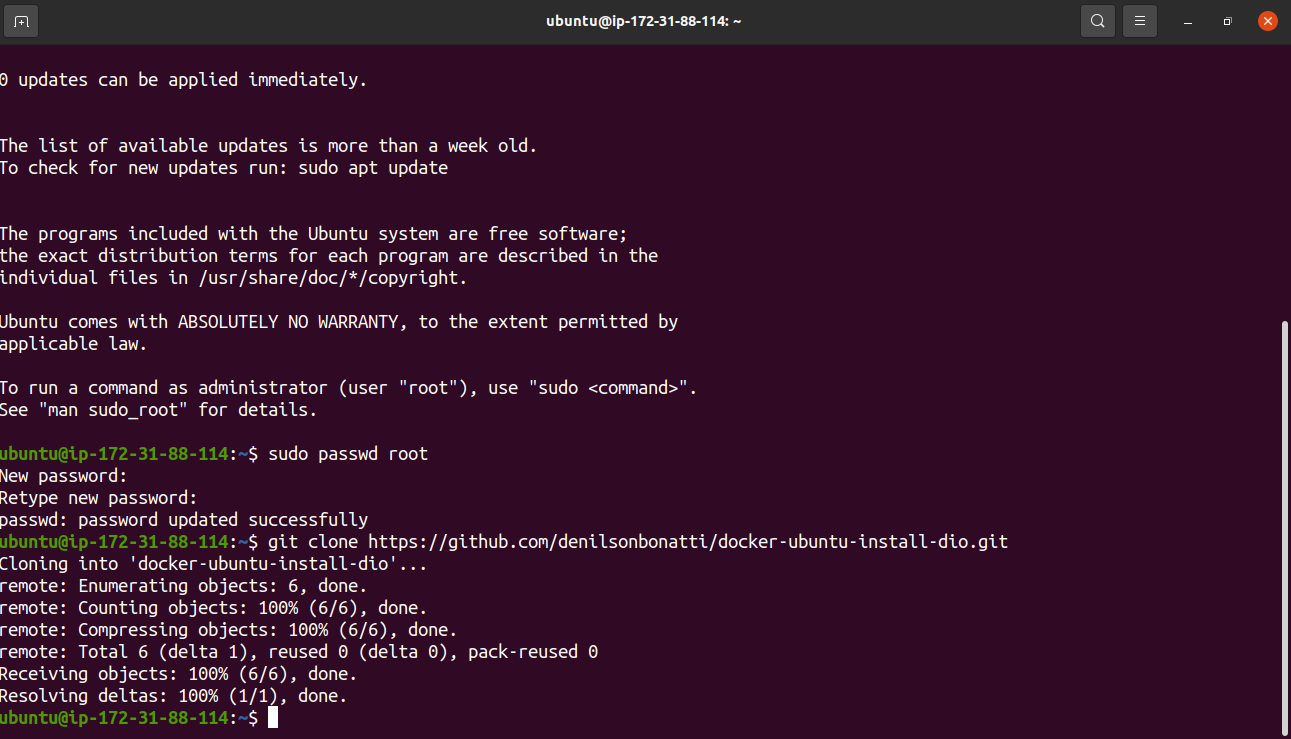 ubuntu@ip-172-31-88-114: ~
0 updates can be applied immediately.
The list of available updates is more than a week old.
To check for new updates run: sudo apt update
The programs included with the Ubuntu system are free software;
the exact distribution terms for each program are described in the
individual files in /usr/share/doc/*/copyright.
Ubuntu comes with ABSOLUTELY NO WARRANTY, to the extent permitted by
applicable law.
To run a command as administrator (user "root"), use "sudo <command>".
See "man sudo_root" for details.
ubuntu@ip-172-31-88-114:~$ sudo passwd root
New password:
Retype new password:
passwd: password updated successfully
ubuntu@ip-172-31-88-114:~$ git clone https://github.com/denilsonbonatti/docker-ubuntu-install-dio.git
Cloning into 'docker-ubuntu-install-dio'...
remote: Enumerating objects: 6, done.
remote: Counting objects: 100% (6/6), done.
remote: Compressing objects: 100% (6/6), done.
remote: Total 6 (delta 1), reused 0 (delta 0), pack-reused 0
Receiving objects: 100% (6/6), done.
Resolving deltas: 100% (1/1), done.
ubuntu@ip-172-31-88-114:~$